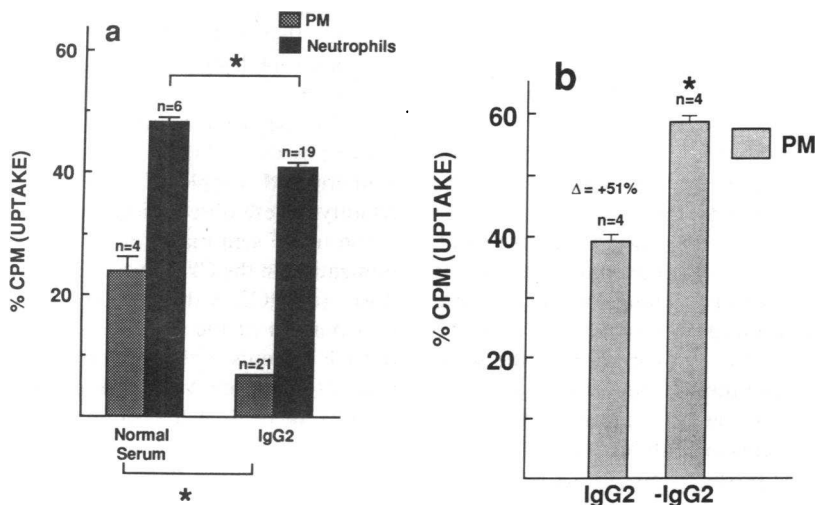 a
PM
Neutrophils
60
40
20
% CPM (UPTAKE)
*
n=6
n=19
n=4
n=21
Normal
Serum
IgG2
*
b
PM
60
40
20
% CPM (UPTAKE)
*
n=4
Δ = +51%
n=4
IgG2
-IgG2